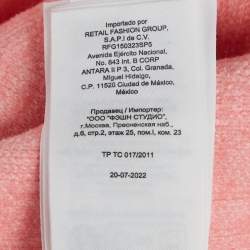 Importado por
RETAIL FASHION GROUP,
S.A.P.I de C.V.
RFG150323SP5
Avenida Ejército Nacional,
No. 843 Int. B CORP
ANTARA II P 3, Col. Granada,
Miguel Hidalgo,
C.P. 11520 Ciudad de México,
México
Продавец / Импортер:
"ООО "ФЭШН СТУДИО",
г.Москва, Пресненская наб.,
д.6, стр.2, этаж 25, пом.I, ком. 23
ТР ТС 017/2011
20-07-2022